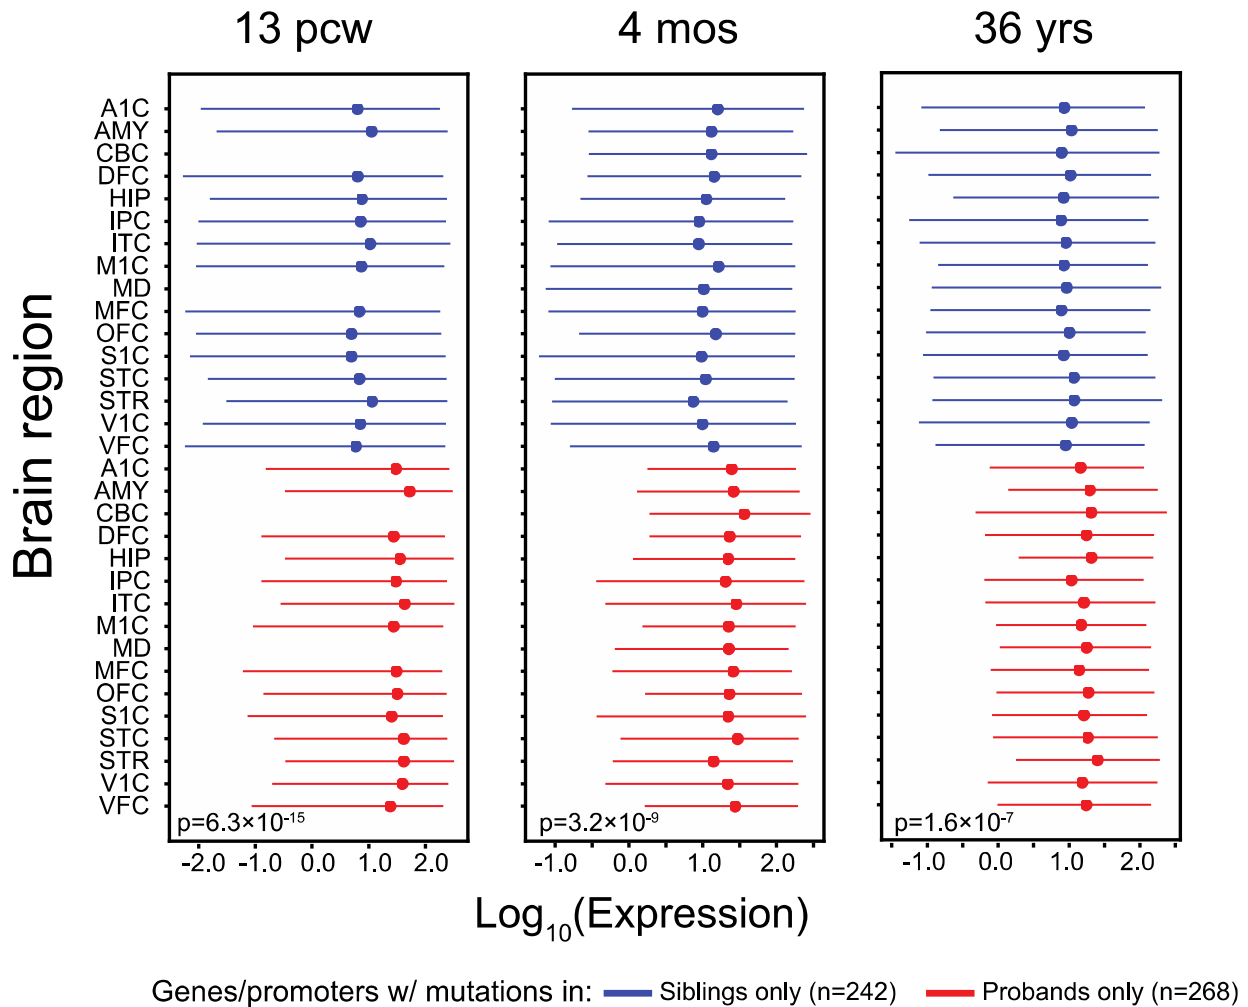 13 pcw 4 mos 36 yrs
Brain region
A1C
AMY
CBC
DFC
HIP
IPC
ITC
M1C
MD
MFC
OFC
S1C
STC
STR
V1C
VFC
A1C
AMY
CBC
DFC
HIP
IPC
ITC
M1C
MD
MFC
OFC
S1C
STC
STR
V1C
VFC
p=6.3×10⁻¹⁵ p=3.2×10⁻⁹ p=1.6×10⁻⁷
-2.0 -1.0 0.0 1.0 2.0 -1.0 0.0 1.0 2.0 -1.0 0.0 1.0 2.0
Log₁₀(Expression)
Genes/promoters w/ mutations in: Siblings only (n=242) Probands only (n=268)